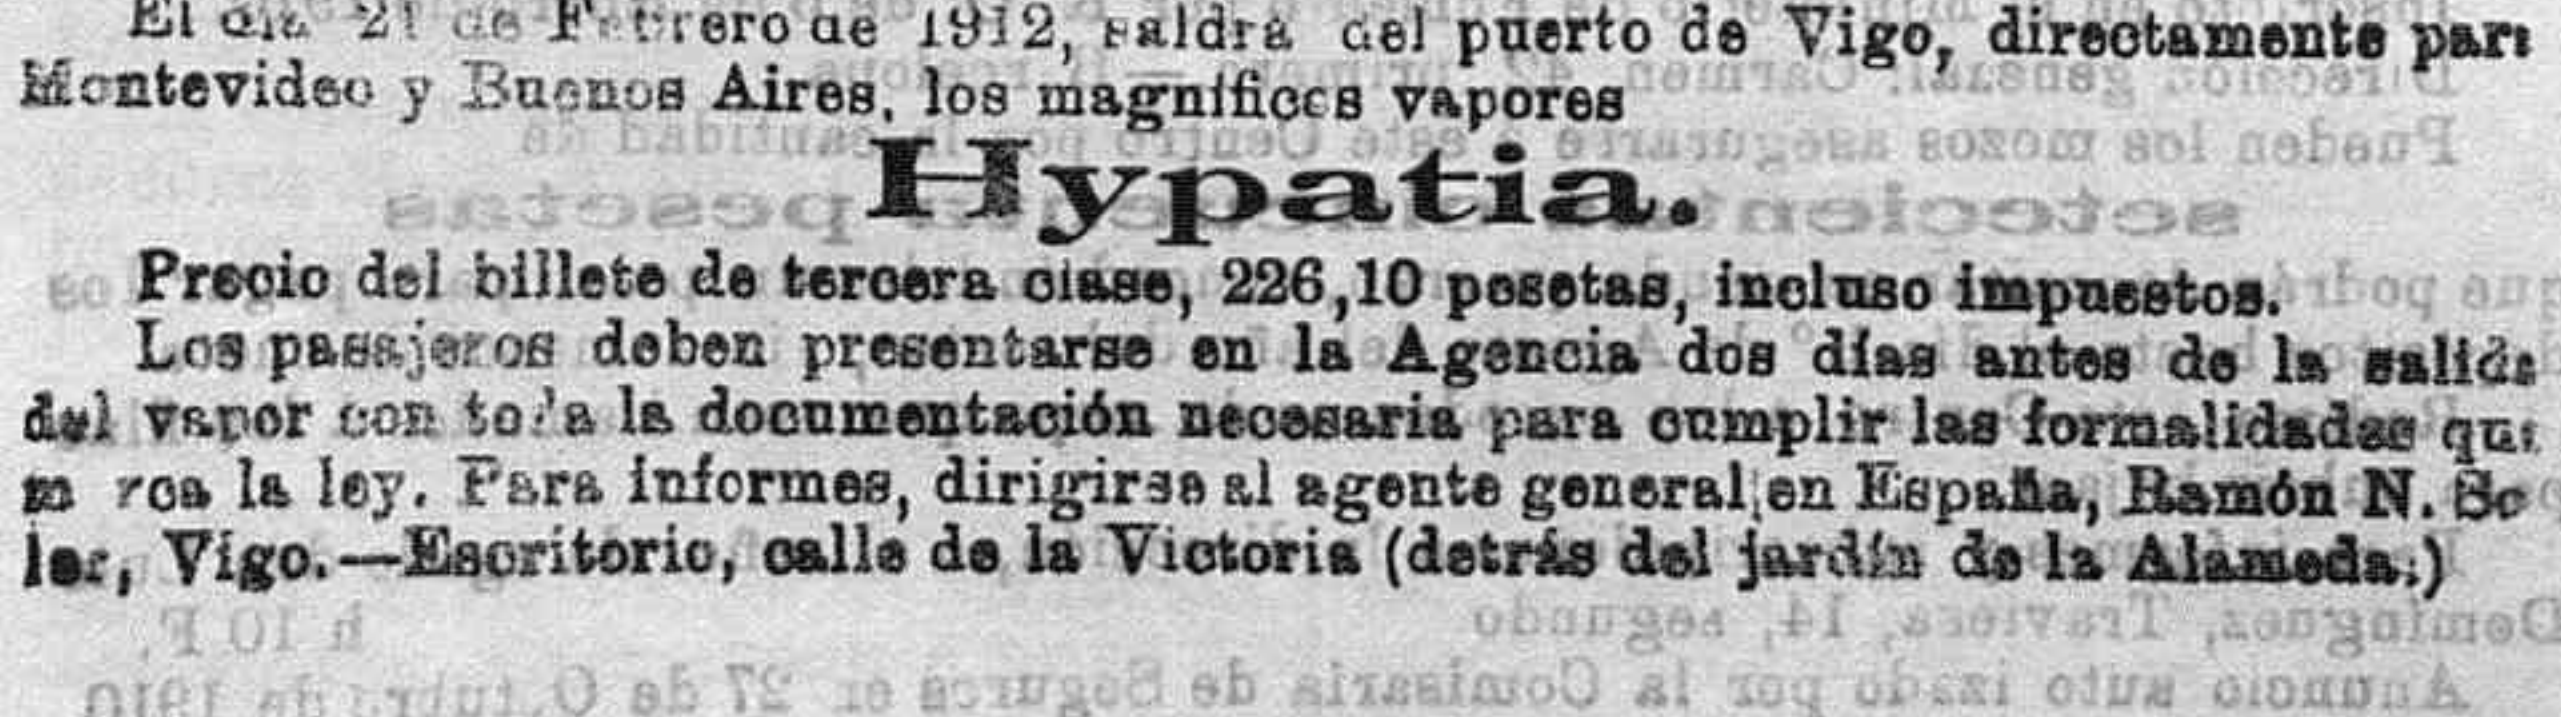 El día 21 de Febrero de 1912, saldrá del puerto de Vigo, directamente para
Montevideo y Buenos Aires, los magníficos vapores
Hypatia.
Precio del billete de tercera clase, 226,10 pesetas, incluso impuestos.
Los pasajeros deben presentarse en la Agencia dos días antes de la salida
del vapor con toda la documentación necesaria para cumplir las formalidades que
m rca la ley. Para informes, dirigirse al agente general en España, Ramón N. So
ler, Vigo.—Escritorio, calle de la Victoria (detrás del jardín de la Alameda.)